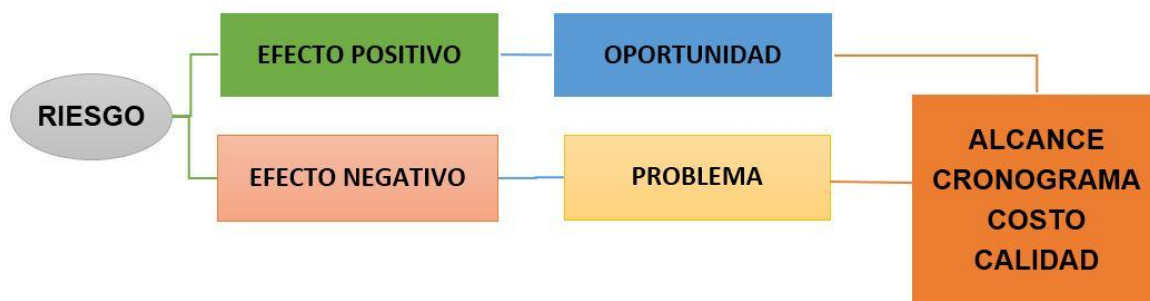 RIESGO
EFECTO POSITIVO
OPORTUNIDAD
EFECTO NEGATIVO
PROBLEMA
ALCANCE
CRONOGRAMA
COSTO
CALIDAD